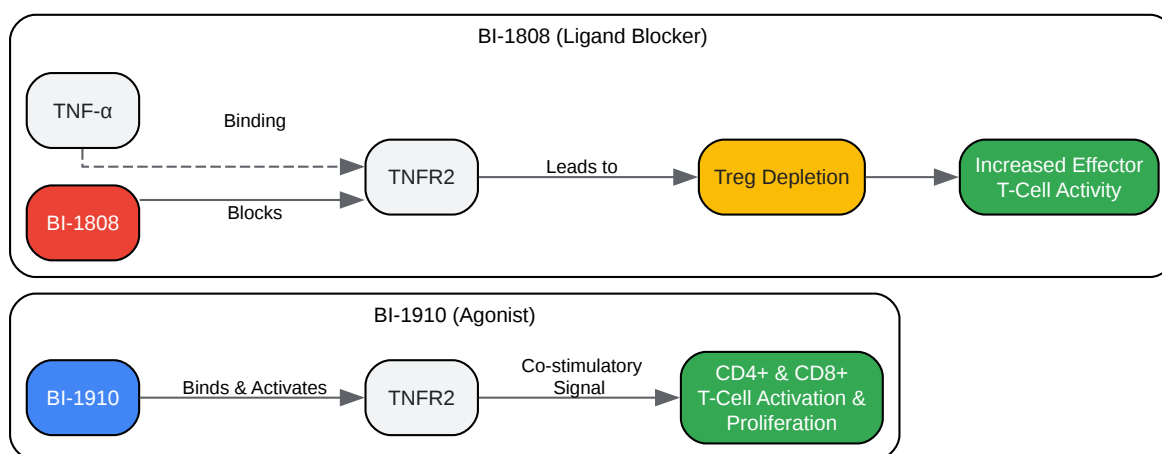 BI-1808 (Ligand Blocker)
TNF-α
Binding
BI-1808
Blocks
TNFR2
Leads to
Treg Depletion
Increased Effector
T-Cell Activity
BI-1910 (Agonist)
BI-1910
Binds & Activates
TNFR2
Co-stimulatory
Signal
CD4+ & CD8+
T-Cell Activation &
Proliferation